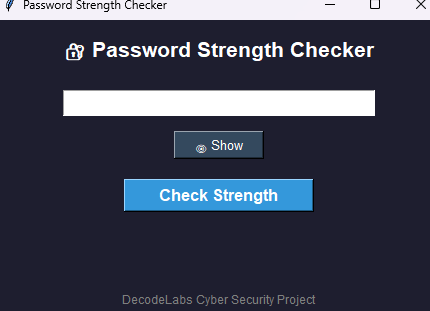 Password Strength Checker
🔐 Password Strength Checker
Show
Check Strength
DecodeLabs Cyber Security Project